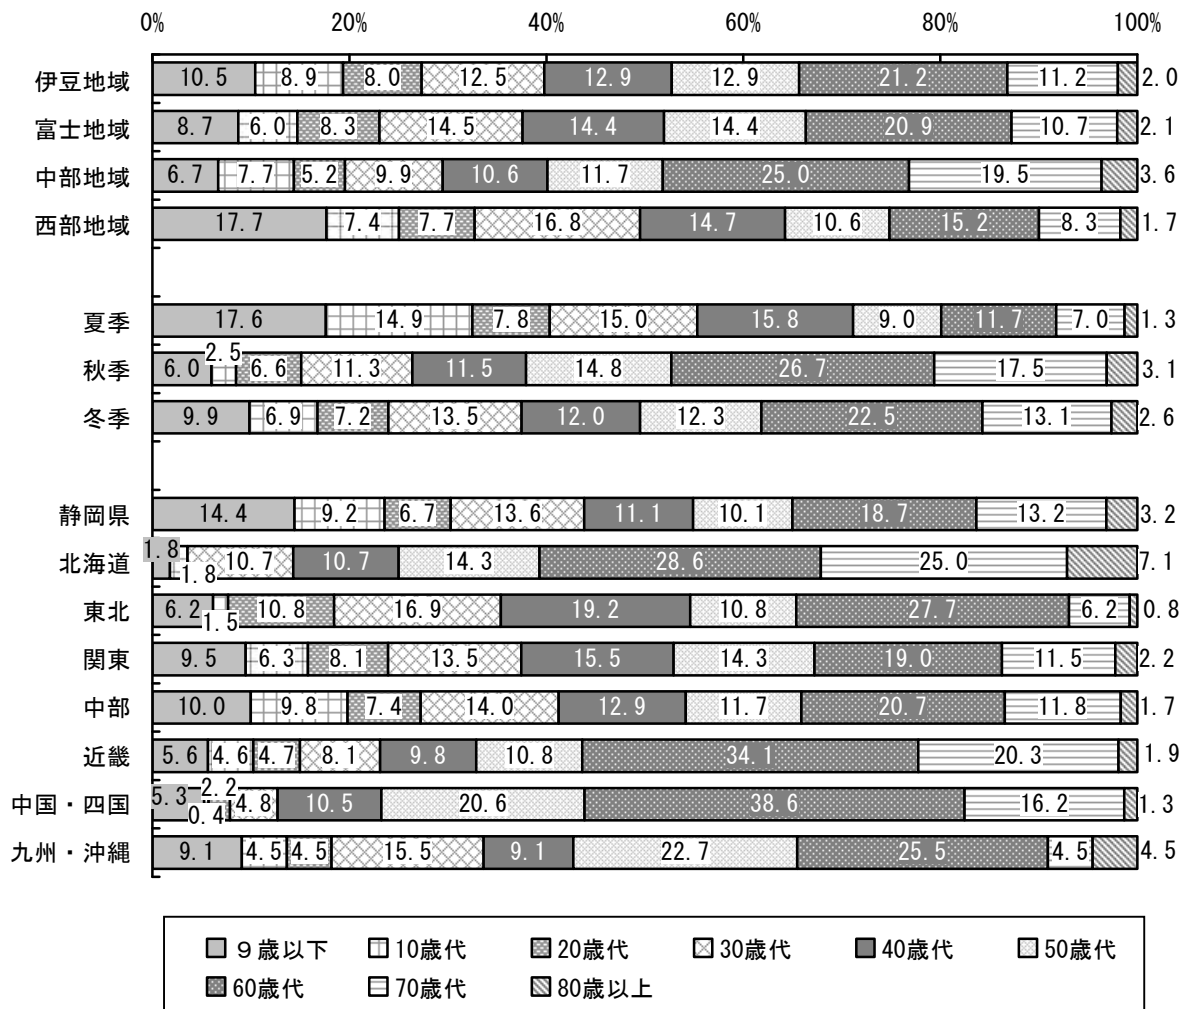 0% 20% 40% 60% 80% 100%
伊豆地域 10.5 8.9 8.0 12.5 12.9 12.9 21.2 11.2 2.0
富士地域 8.7 6.0 8.3 14.5 14.4 14.4 20.9 10.7 2.1
中部地域 6.7 7.7 5.2 9.9 10.6 11.7 25.0 19.5 3.6
西部地域 17.7 7.4 7.7 16.8 14.7 10.6 15.2 8.3 1.7
夏季 17.6 14.9 7.8 15.0 15.8 9.0 11.7 7.0 1.3
秋季 6.0 2.5 6.6 11.3 11.5 14.8 26.7 17.5 3.1
冬季 9.9 6.9 7.2 13.5 12.0 12.3 22.5 13.1 2.6
静岡県 14.4 9.2 6.7 13.6 11.1 10.1 18.7 13.2 3.2
北海道 1.8 1.8 10.7 10.7 14.3 28.6 25.0 7.1
東北 6.2 1.5 10.8 16.9 19.2 10.8 27.7 6.2 0.8
関東 9.5 6.3 8.1 13.5 15.5 14.3 19.0 11.5 2.2
中部 10.0 9.8 7.4 14.0 12.9 11.7 20.7 11.8 1.7
近畿 5.6 4.6 4.7 8.1 9.8 10.8 34.1 20.3 1.9
中国・四国 5.3 2.2 0.4 4.8 10.5 20.6 38.6 16.2 1.3
九州・沖縄 9.1 4.5 4.5 15.5 9.1 22.7 25.5 4.5 4.5
９歳以下 10歳代 20歳代 30歳代 40歳代 50歳代
60歳代 70歳代 80歳以上